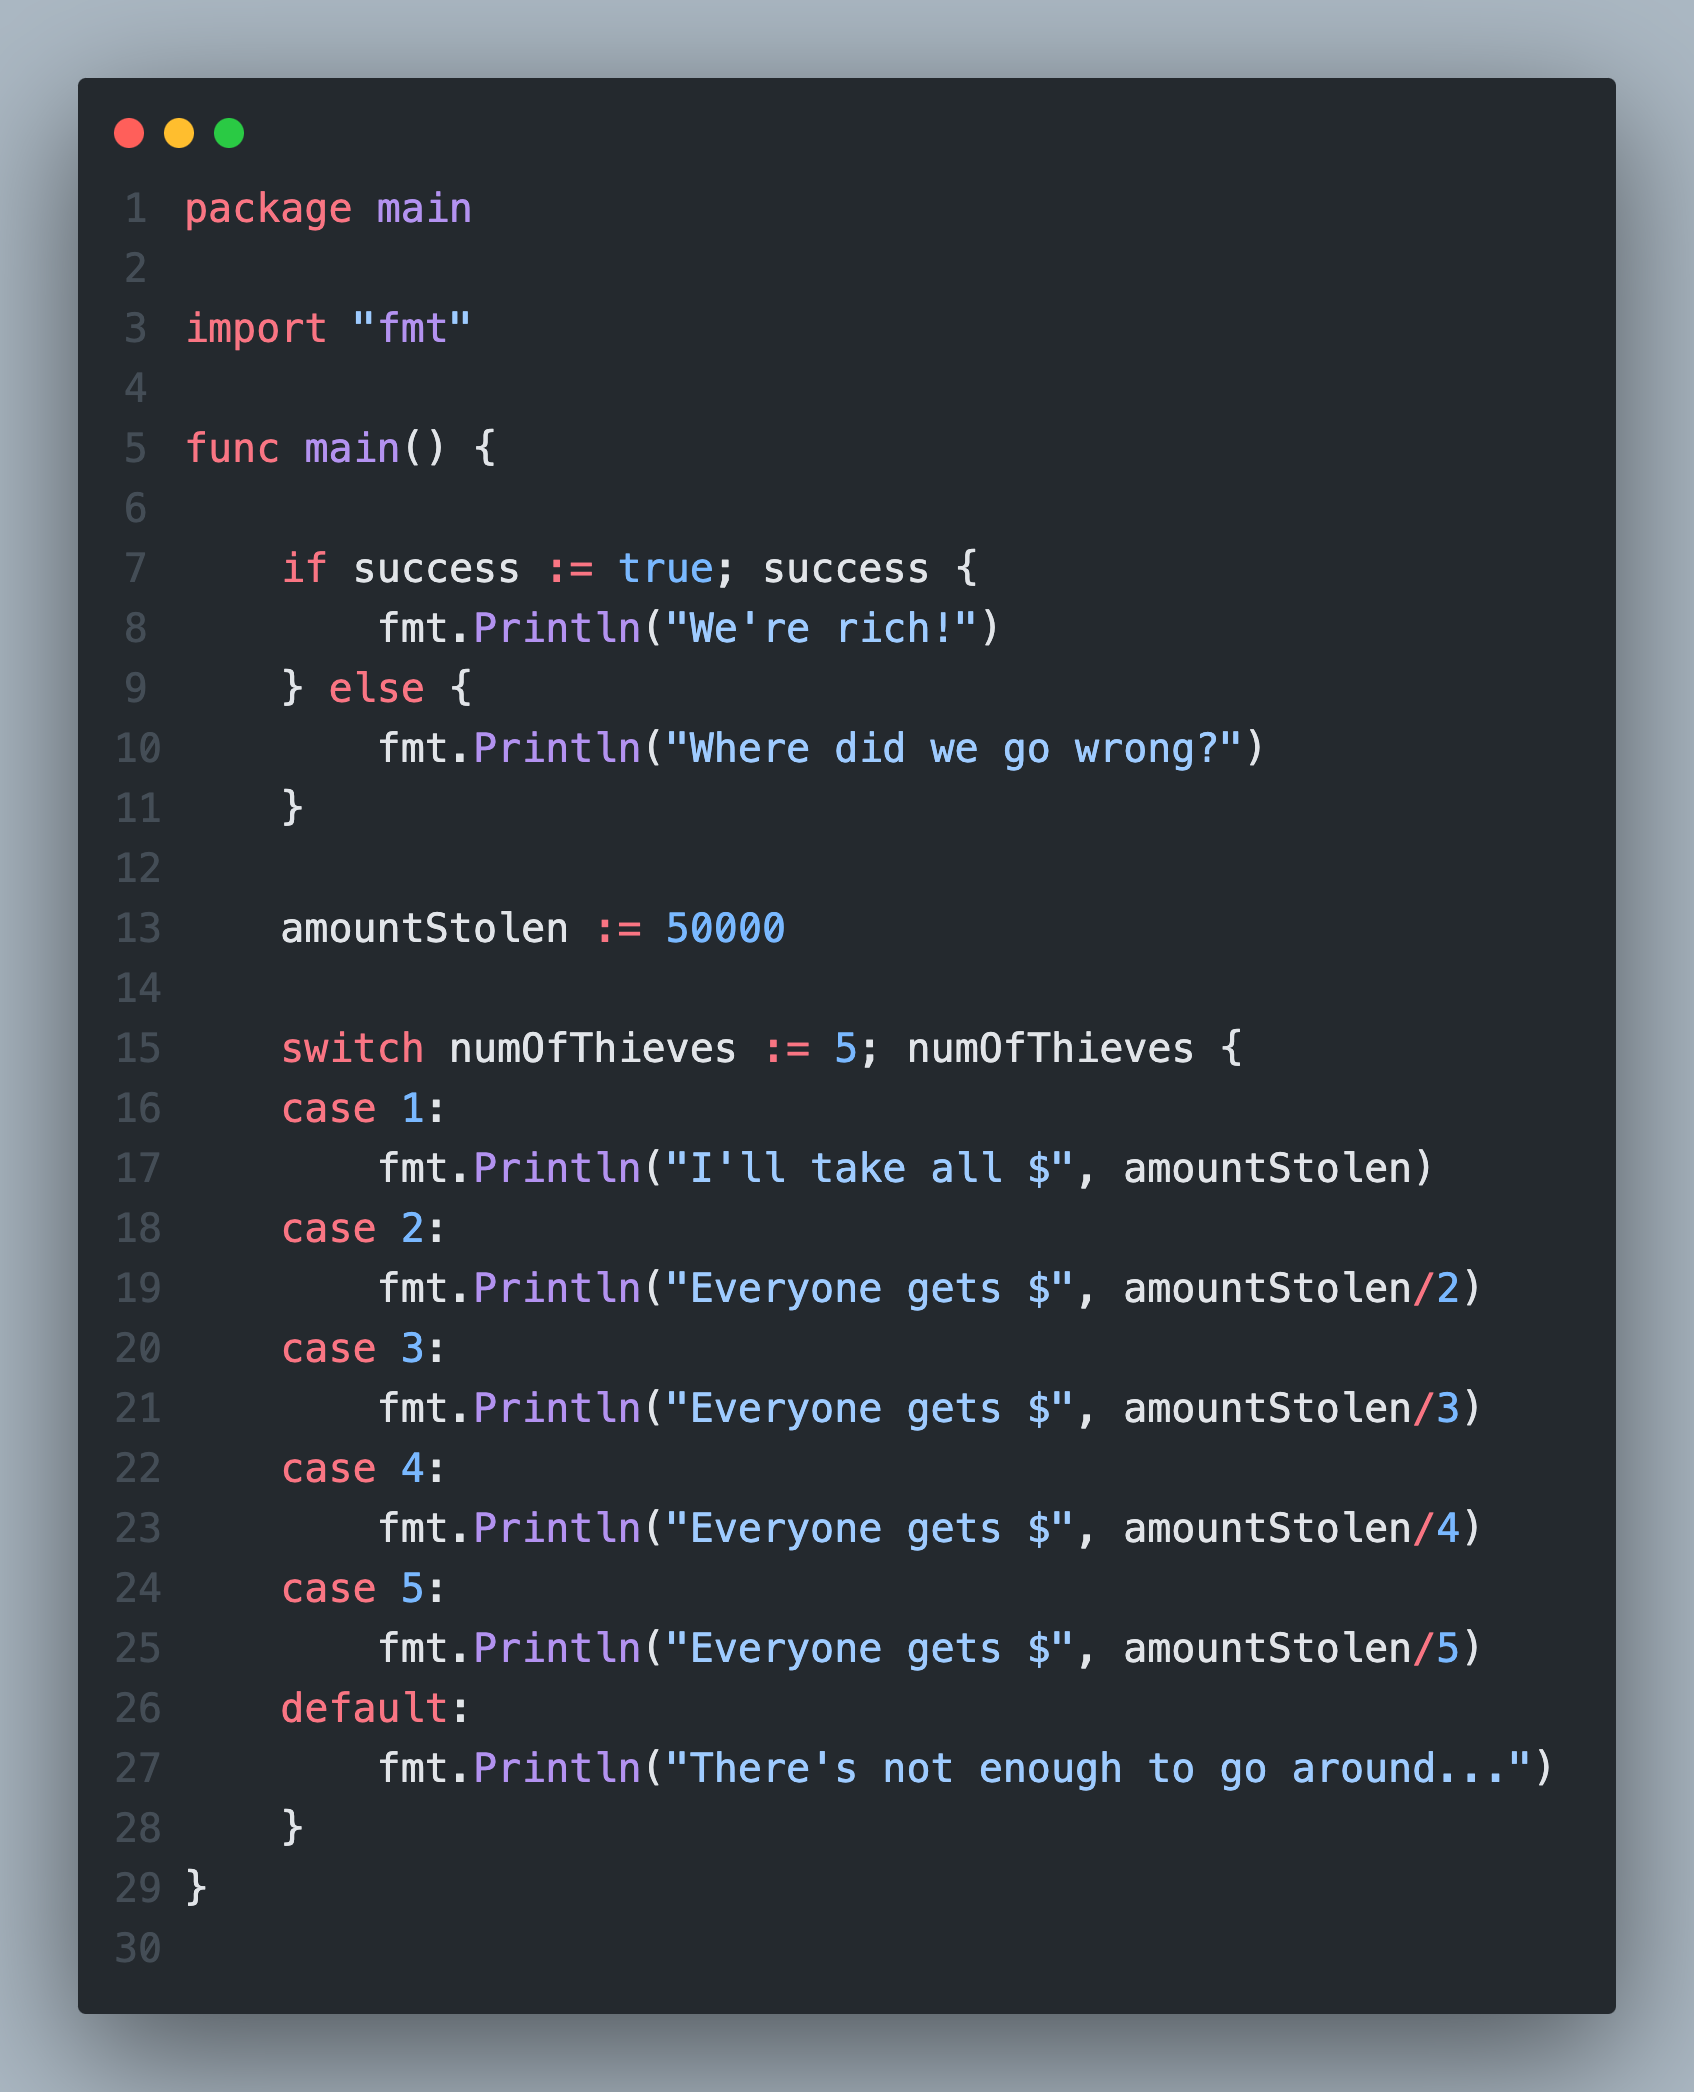 1 package main
2
3 import "fmt"
4
5 func main() {
6
7     if success := true; success {
8         fmt.Println("We're rich!")
9     } else {
10         fmt.Println("Where did we go wrong?")
11     }
12
13     amountStolen := 50000
14
15     switch numOfThieves := 5; numOfThieves {
16     case 1:
17         fmt.Println("I'll take all $", amountStolen)
18     case 2:
19         fmt.Println("Everyone gets $", amountStolen/2)
20     case 3:
21         fmt.Println("Everyone gets $", amountStolen/3)
22     case 4:
23         fmt.Println("Everyone gets $", amountStolen/4)
24     case 5:
25         fmt.Println("Everyone gets $", amountStolen/5)
26     default:
27         fmt.Println("There's not enough to go around...")
28     }
29 }
30